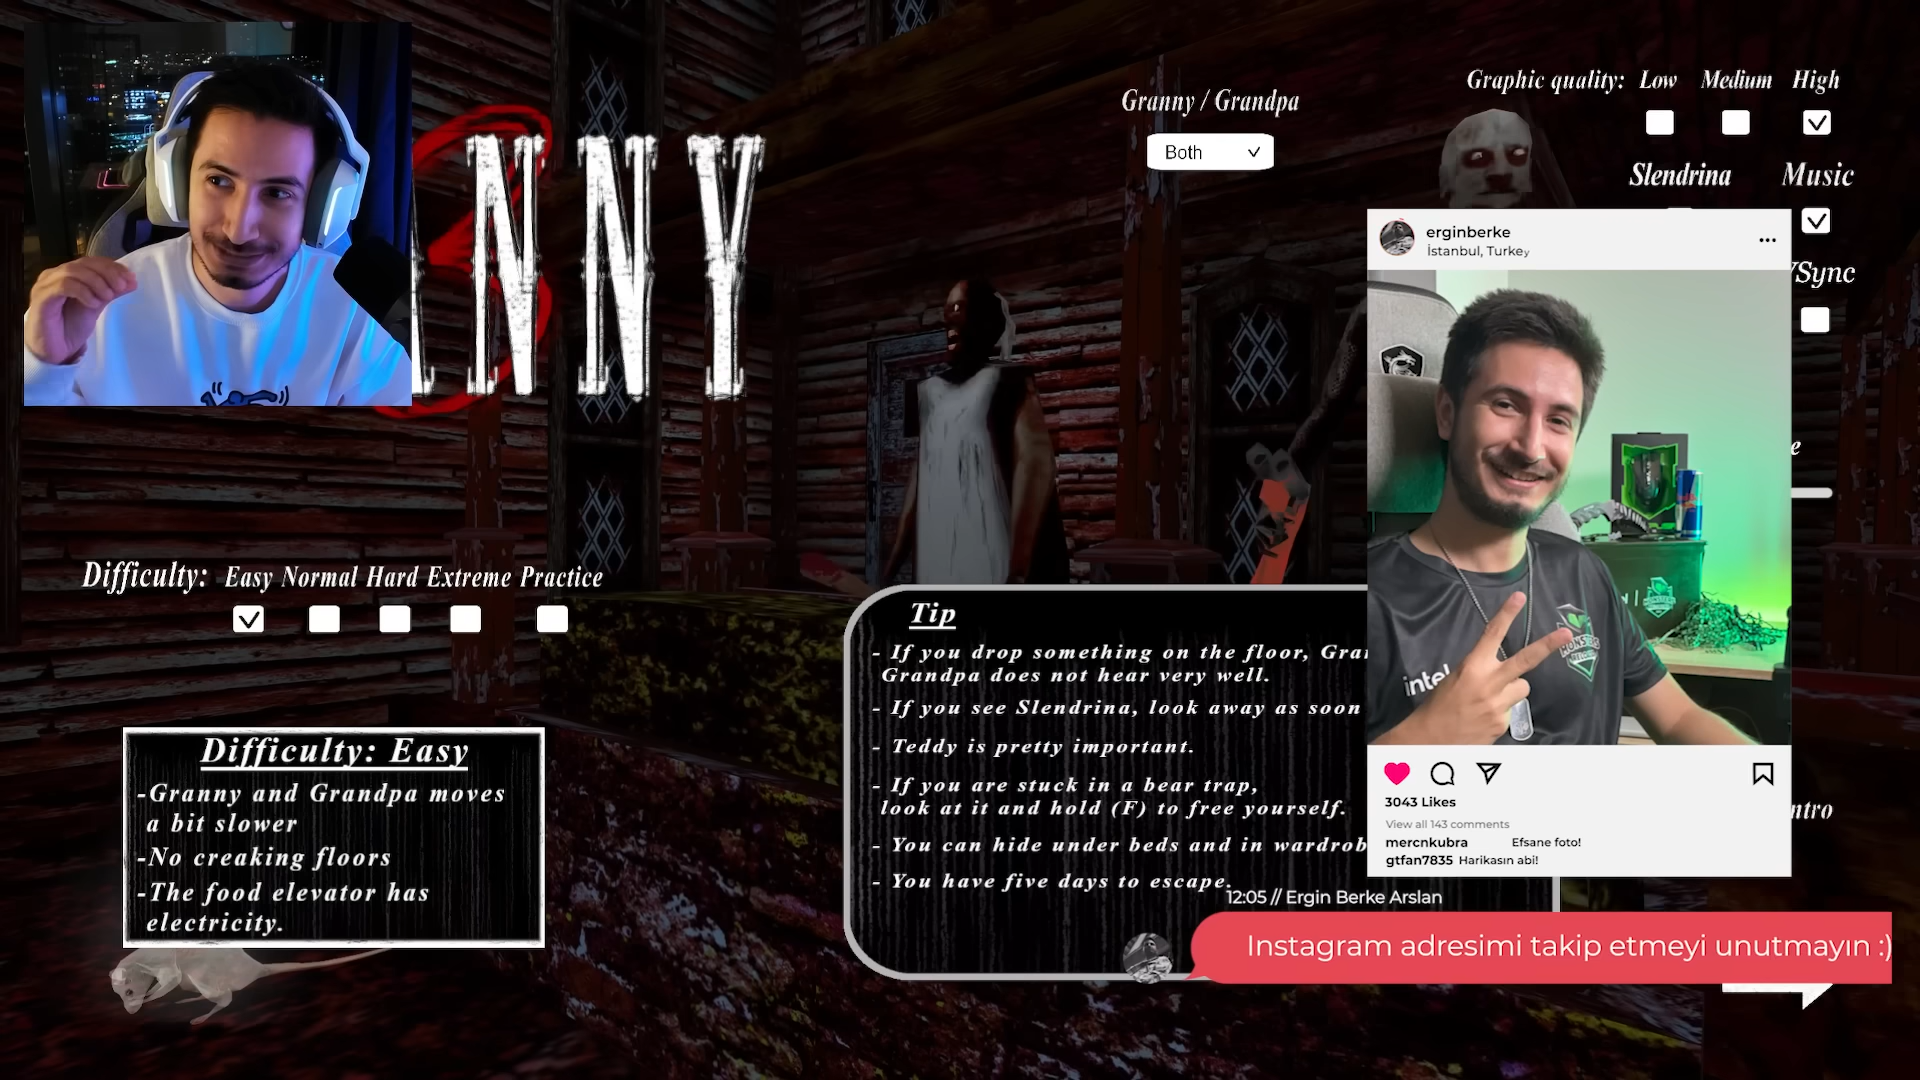 NNY
Granny / Grandpa
Both
Graphic quality: Low Medium High
Slendrina Music
VSync
erginberke
İstanbul, Turkey
intel
Difficulty: Easy Normal Hard Extreme Practice
Tip
- If you drop something on the floor, Gra
Grandpa does not hear very well.
- If you see Slendrina, look away as soon
- Teddy is pretty important.
- If you are stuck in a bear trap,
look at it and hold (F) to free yourself.
- You can hide under beds and in wardrob
- You have five days to escape.
Difficulty: Easy
-Granny and Grandpa moves
a bit slower
-No creaking floors
-The food elevator has
electricity.
3043 Likes
View all 143 comments
mercnkubra Efsane foto!
gtfan7835 Harikasın abi!
ntro
12:05 // Ergin Berke Arslan
Instagram adresimi takip etmeyi unutmayın :)